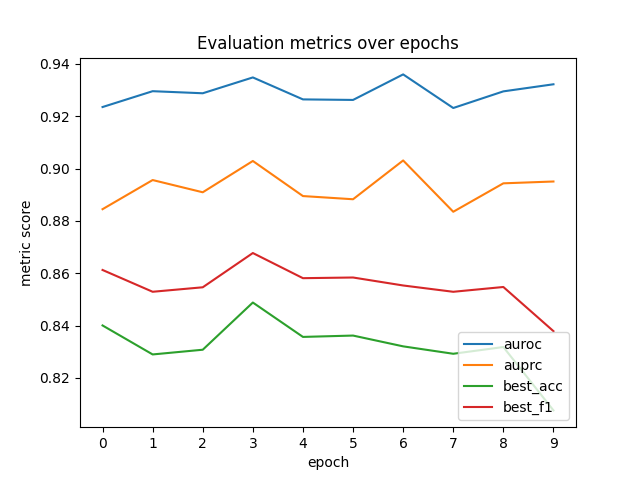 Evaluation metrics over epochs
metric score
0.94
0.92
0.90
0.88
0.86
0.84
0.82
auroc
auprc
best_acc
best_f1
0 1 2 3 4 5 6 7 8 9
epoch